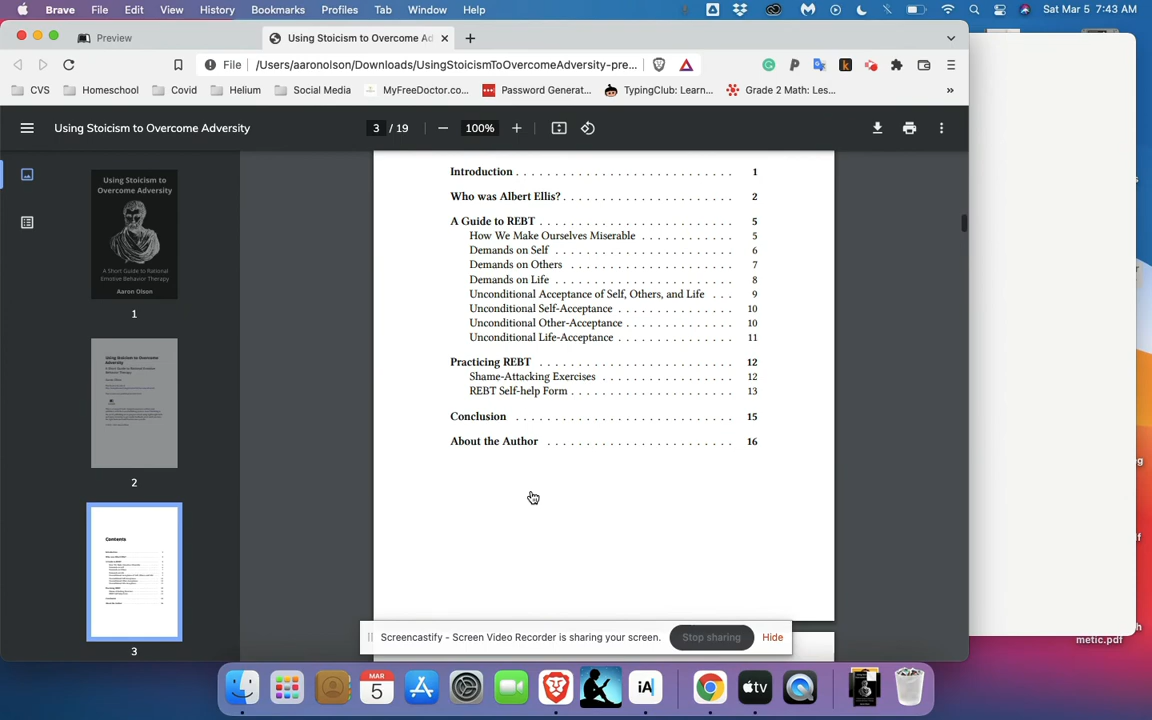 Brave File Edit View History Bookmarks Profiles Tab Window Help Sat Mar 5 7:43 AM
Preview Using Stoicism to Overcome Ad
File /Users/aaronolson/Downloads/UsingStoicismToOvercomeAdversity-pre...
CVS Homeschool Covid Helium Social Media MyFreeDoctor.co... Password Generat... TypingClub: Learn... Grade 2 Math: Les... »
Using Stoicism to Overcome Adversity 3 / 19 100%
Using Stoicism to
Overcome Adversity
A Short Guide to Rational
Emotive Behavior Therapy
Aaron Olson
1
Using Stoicism to Overcome
Adversity
2
Contents
3
Introduction . . . . . . . . . . . . . . . . . . . . . . . . . . . 1
Who was Albert Ellis? . . . . . . . . . . . . . . . . . . . . . 2
A Guide to REBT . . . . . . . . . . . . . . . . . . . . . . . . 5
How We Make Ourselves Miserable . . . . . . . . . . . 5
Demands on Self . . . . . . . . . . . . . . . . . . . . . . 6
Demands on Others . . . . . . . . . . . . . . . . . . . . 7
Demands on Life . . . . . . . . . . . . . . . . . . . . . . 8
Unconditional Acceptance of Self, Others, and Life . . . 9
Unconditional Self-Acceptance . . . . . . . . . . . . . . 10
Unconditional Other-Acceptance . . . . . . . . . . . . . 10
Unconditional Life-Acceptance . . . . . . . . . . . . . . 11
Practicing REBT . . . . . . . . . . . . . . . . . . . . . . . . 12
Shame-Attacking Exercises . . . . . . . . . . . . . . . . 12
REBT Self-help Form . . . . . . . . . . . . . . . . . . . . 13
Conclusion . . . . . . . . . . . . . . . . . . . . . . . . . . . 15
About the Author . . . . . . . . . . . . . . . . . . . . . . . 16
Screencastify - Screen Video Recorder is sharing your screen. Stop sharing Hide
metic.pdf
MAR
5
iA
tv